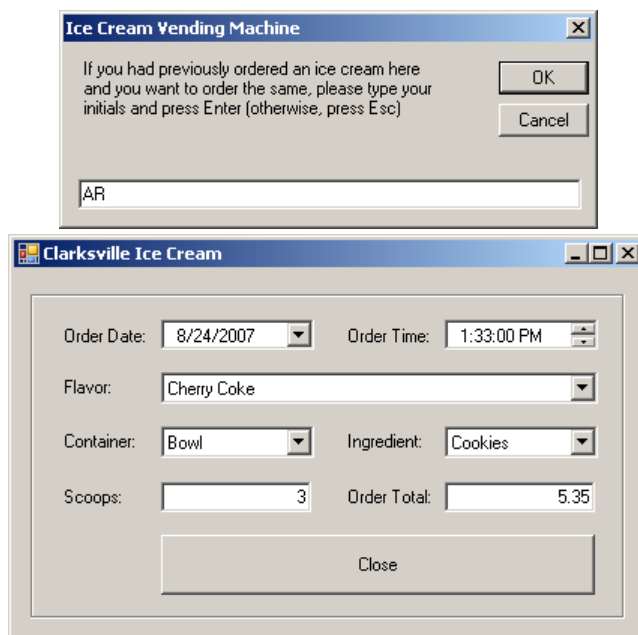 Ice Cream Vending Machine
If you had previously ordered an ice cream here
and you want to order the same, please type your
initials and press Enter (otherwise, press Esc)
OK
Cancel
AR
Clarksville Ice Cream
Order Date: 8/24/2007 Order Time: 1:33:00 PM
Flavor: Cherry Coke
Container: Bowl Ingredient: Cookies
Scoops: 3 Order Total: 5.35
Close